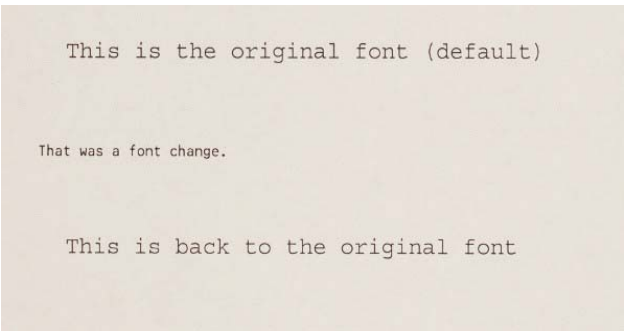 This is the original font (default)
That was a font change.
This is back to the original font